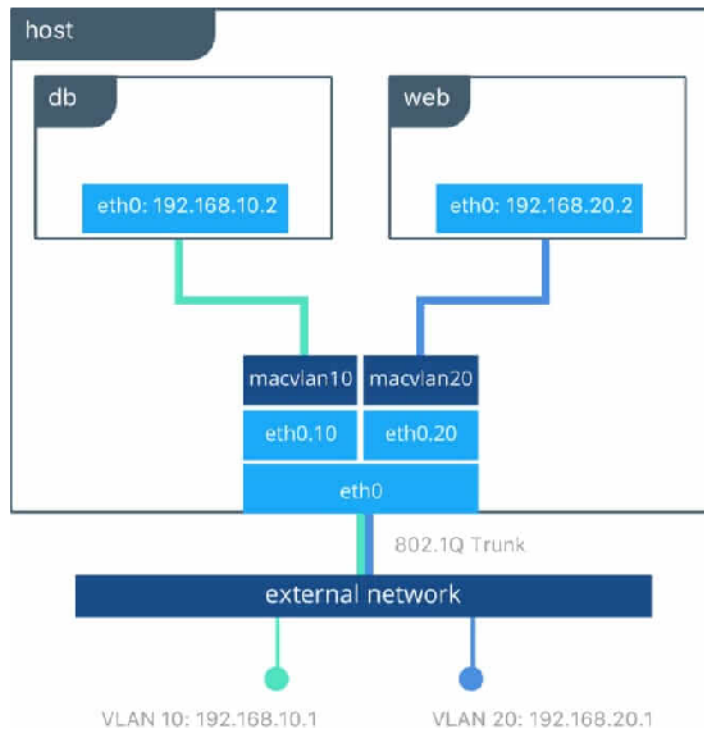 host
db
web
eth0: 192.168.10.2
eth0: 192.168.20.2
macvlan10
macvlan20
eth0.10
eth0.20
eth0
802.1Q Trunk
external network
VLAN 10: 192.168.10.1
VLAN 20: 192.168.20.1